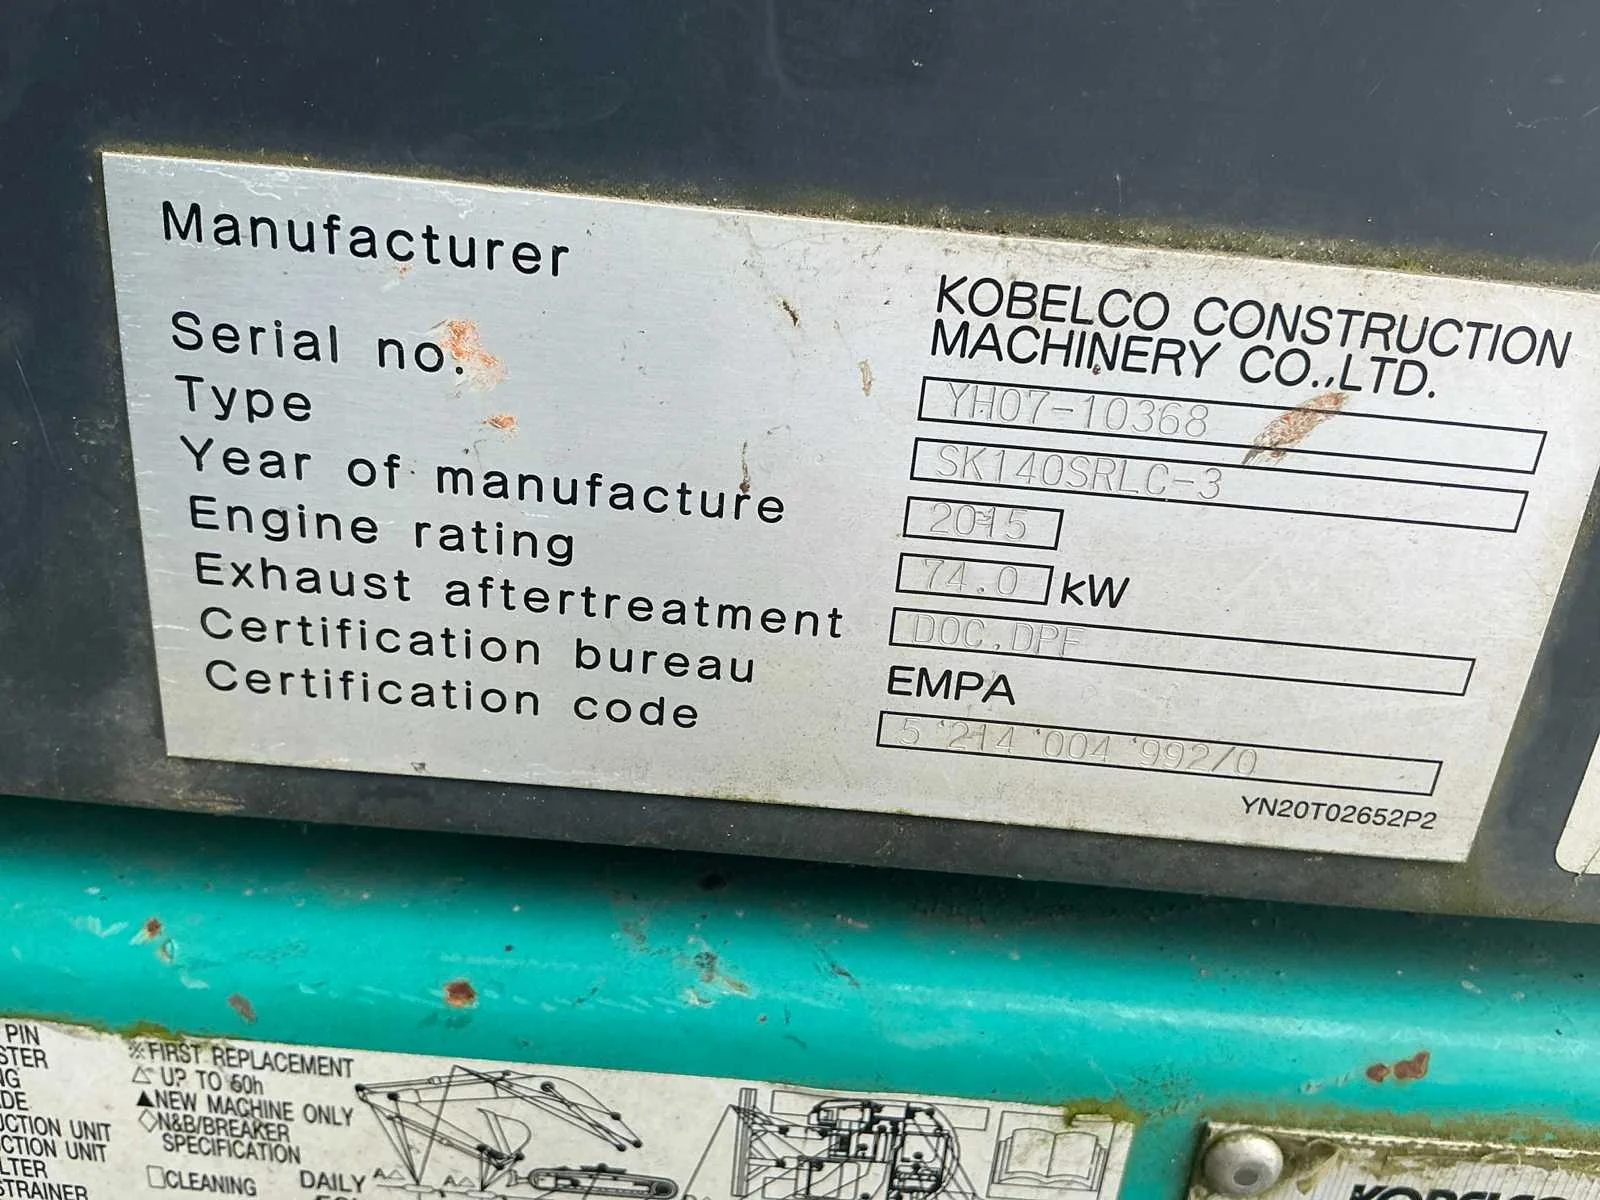 Manufacturer KOBELCO CONSTRUCTION
MACHINERY CO.,LTD.
Serial no. YH07-10368
Type SK140SRLC-3
Year of manufacture 2015
Engine rating 74.0 kW
Exhaust aftertreatment DOC,DPF
Certification bureau EMPA
Certification code 5'214'004'992/0
YN20T02652P2
PIN
UCTION UNIT
CTION UNIT
LTER
STRAINER
※FIRST REPLACEMENT
△UP TO 50h
▲NEW MACHINE ONLY
◇N&B/BREAKER
SPECIFICATION
□CLEANING DAILY